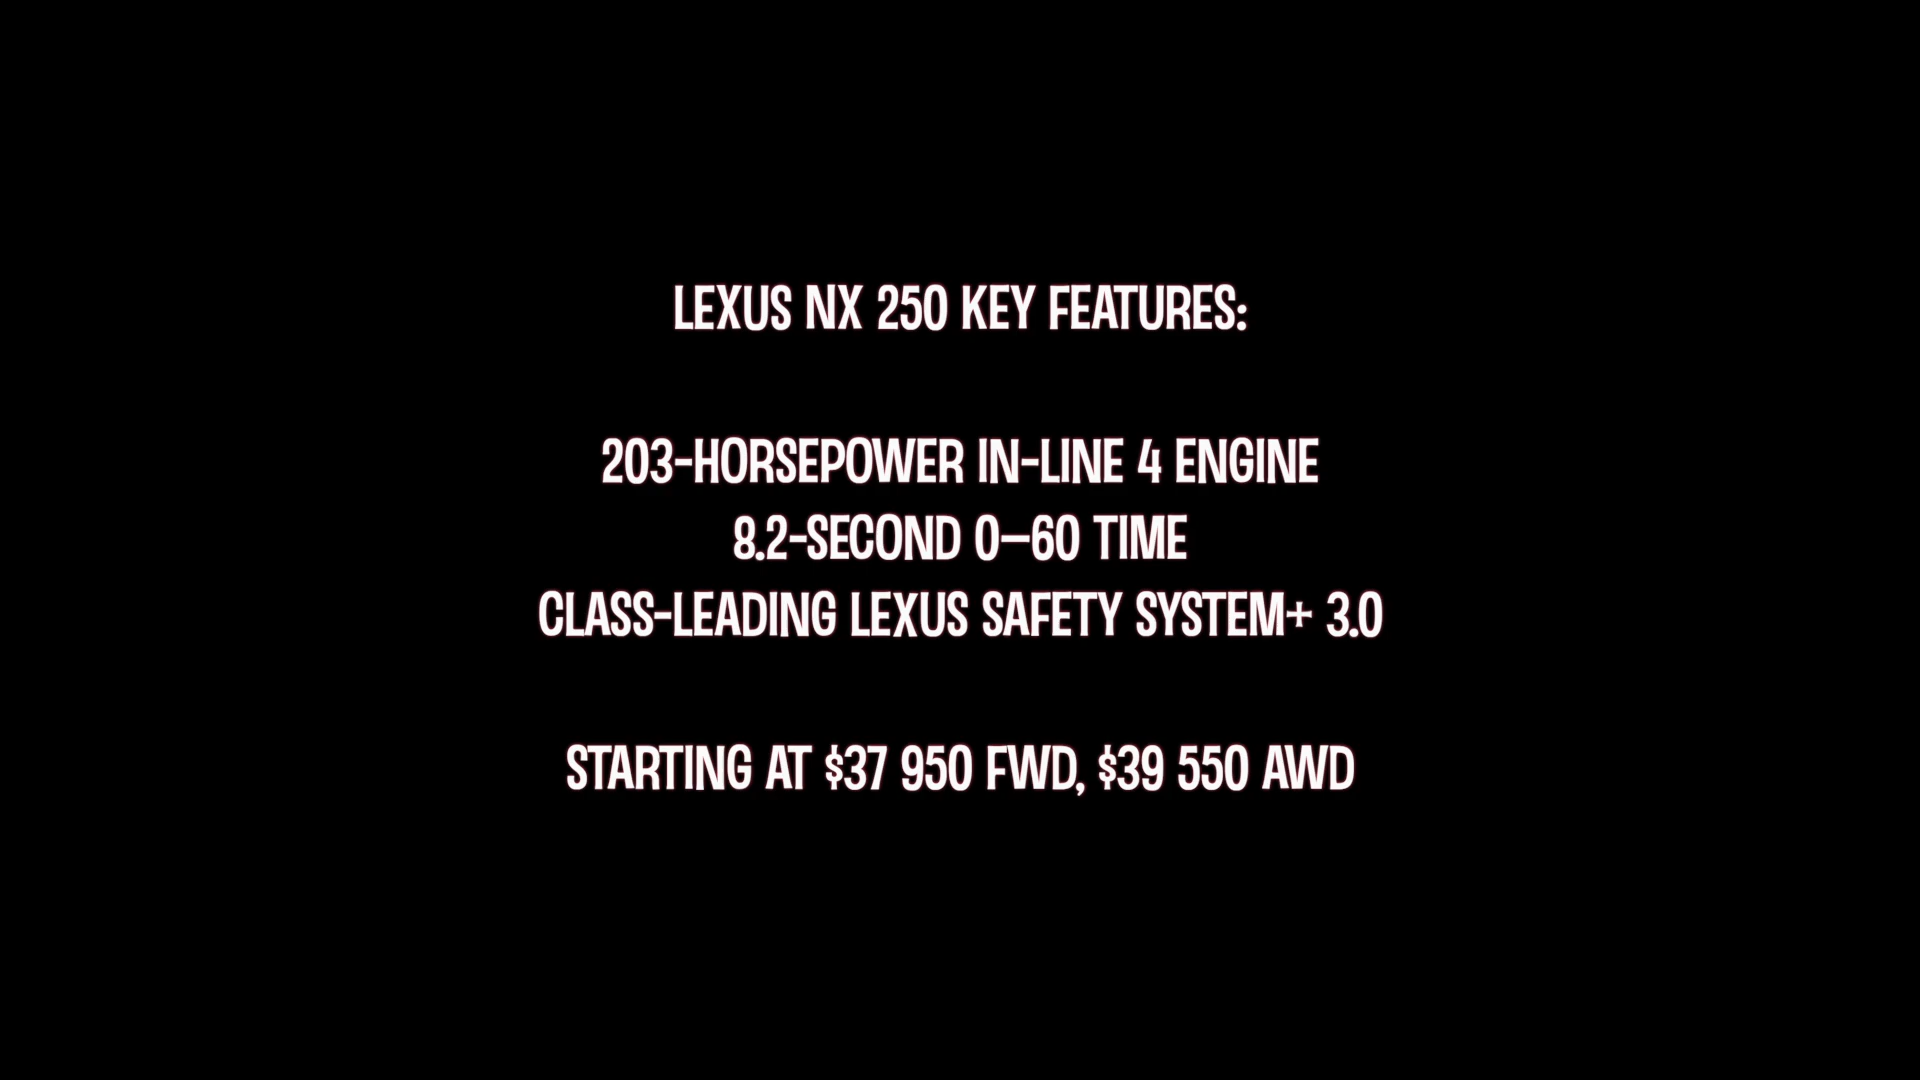 LEXUS NX 250 KEY FEATURES:
203-HORSEPOWER IN-LINE 4 ENGINE
8.2-SECOND 0–60 TIME
CLASS-LEADING LEXUS SAFETY SYSTEM+ 3.0
STARTING AT $37 950 FWD, $39 550 AWD